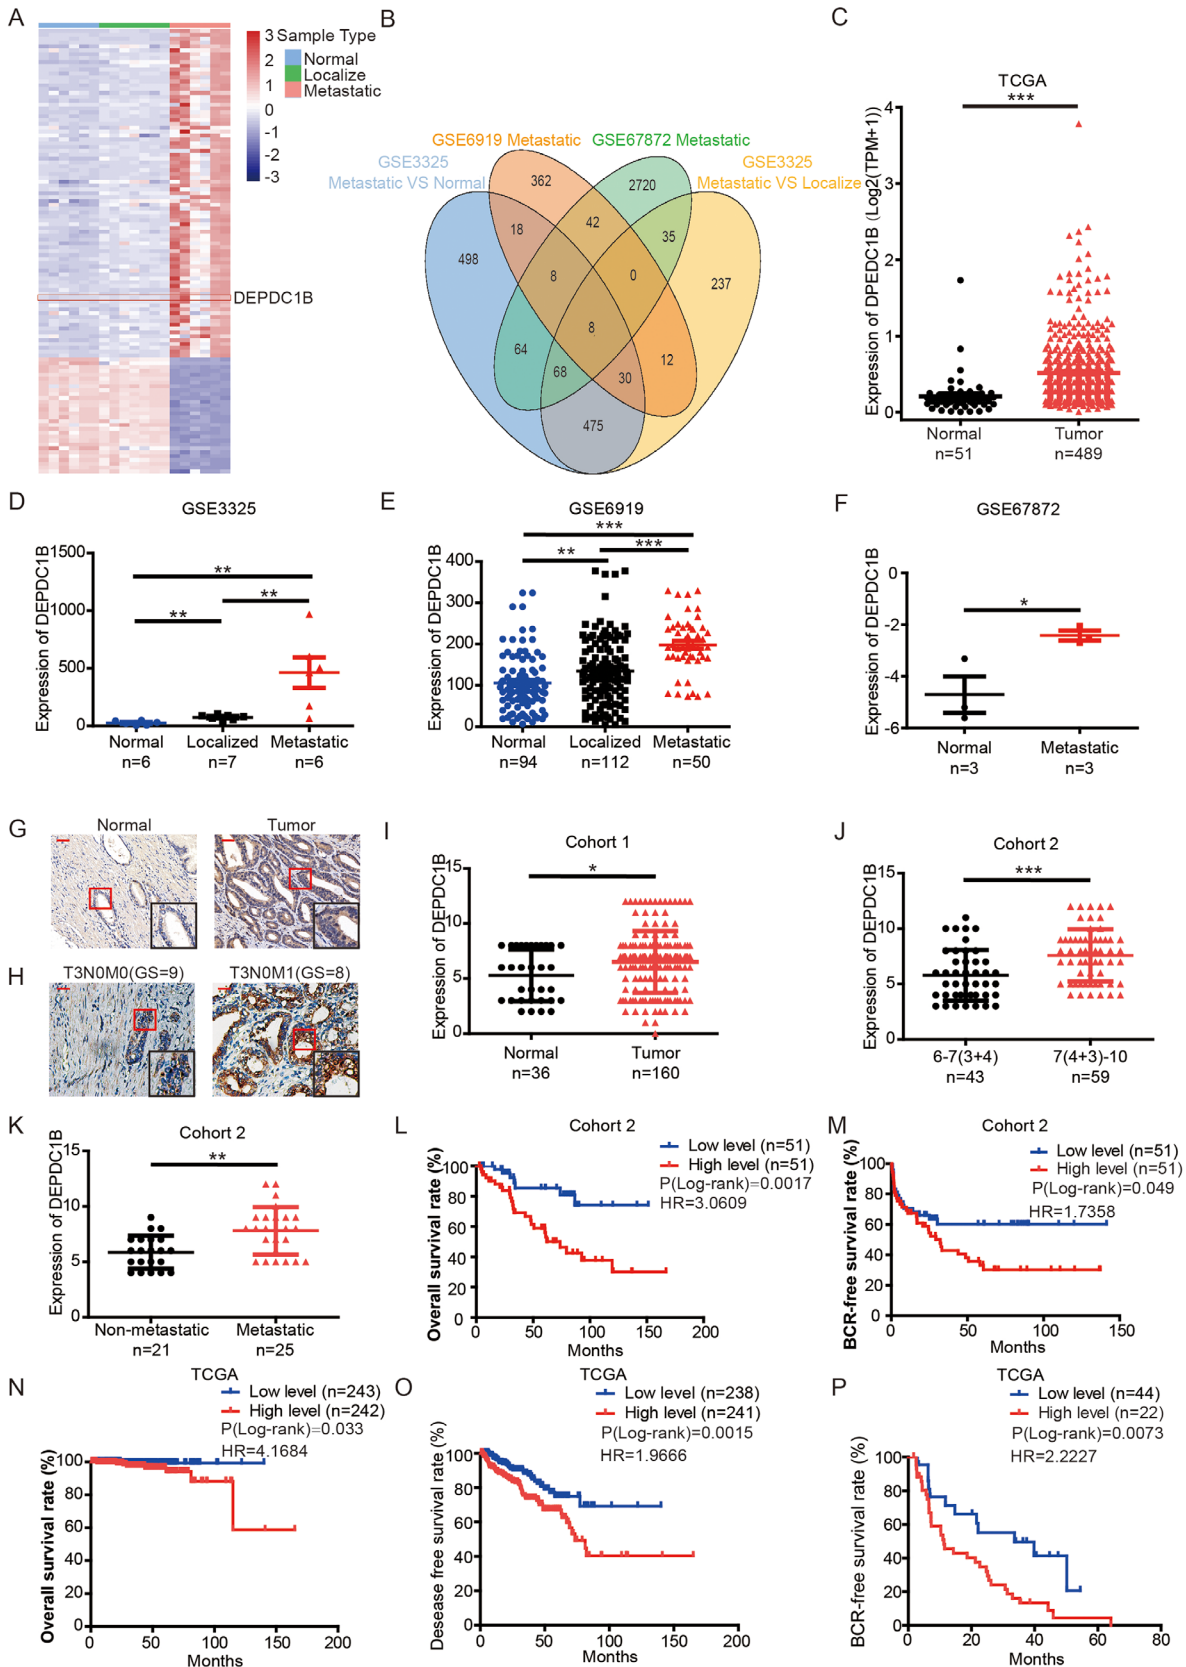 A
3
2
1
0
-1
-2
-3
Sample Type
Normal
Localize
Metastatic
DEPDC1B
B
GSE6919 Metastatic
GSE67872 Metastatic
GSE3325
Metastatic VS Normal
GSE3325
Metastatic VS Localize
362
2720
18
42
35
498
8
0
237
8
64
68
30
12
475
C
TCGA
***
Expression of DPEDC1B (Log2(TPM+1))
4
3
2
1
0
Normal
n=51
Tumor
n=489
D
GSE3325
Expression of DEPDC1B
1500
1000
500
0
**
**
**
Normal
n=6
Localized
n=7
Metastatic
n=6
E
GSE6919
Expression of DEPDC1B
400
300
200
100
0
***
**
***
Normal
n=94
Localized
n=112
Metastatic
n=50
F
GSE67872
Expression of DEPDC1B
0
-2
-4
-6
*
Normal
n=3
Metastatic
n=3
G
Normal
Tumor
H
T3N0M0(GS=9)
T3N0M1(GS=8)
I
Cohort 1
Expression of DEPDC1B
15
10
5
0
*
Normal
n=36
Tumor
n=160
J
Cohort 2
Expression of DEPDC1B
15
10
5
0
***
6-7(3+4)
n=43
7(4+3)-10
n=59
K
Cohort 2
Expression of DEPDC1B
15
10
5
0
**
Non-metastatic
n=21
Metastatic
n=25
L
Cohort 2
Low level (n=51)
High level (n=51)
P(Log-rank)=0.0017
HR=3.0609
Overall survival rate (%)
100
80
60
40
20
0
0
50
100
150
200
Months
M
Cohort 2
Low level (n=51)
High level (n=51)
P(Log-rank)=0.049
HR=1.7358
BCR-free survival rate (%)
100
80
60
40
20
0
0
50
100
150
Months
N
TCGA
Low level (n=243)
High level (n=242)
P(Log-rank)=0.033
HR=4.1684
Overall survival rate (%)
100
80
60
40
20
0
0
50
100
150
200
Months
O
TCGA
Low level (n=238)
High level (n=241)
P(Log-rank)=0.0015
HR=1.9666
Desease free survival rate (%)
100
80
60
40
20
0
0
50
100
150
200
Months
P
TCGA
Low level (n=44)
High level (n=22)
P(Log-rank)=0.0073
HR=2.2227
BCR-free survival rate (%)
100
80
60
40
20
0
0
20
40
60
80
Months